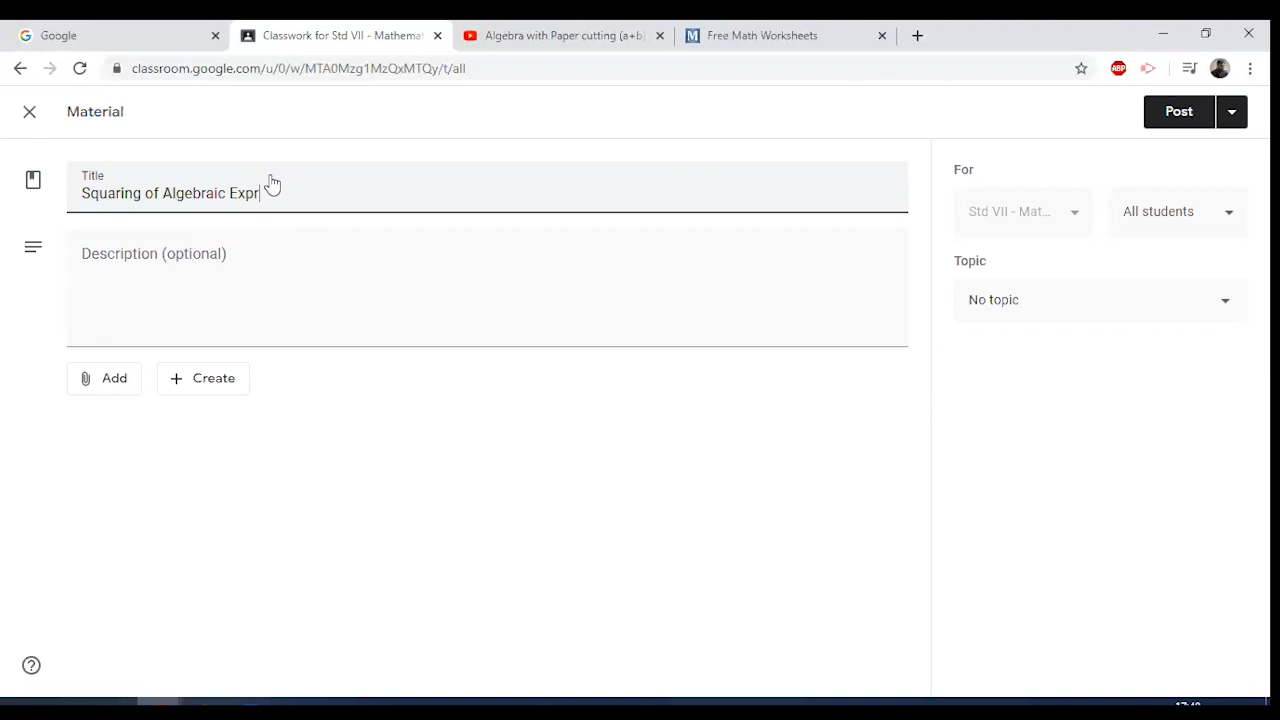 Google
Classwork for Std VII - Mathemat
Algebra with Paper cutting (a+b)
Free Math Worksheets
classroom.google.com/u/0/w/MTA0Mzg1MzQxMTQy/t/all
ABP
Material
Post
Title
Squaring of Algebraic Expr
Description (optional)
Add
Create
For
Std VII - Mat...
All students
Topic
No topic